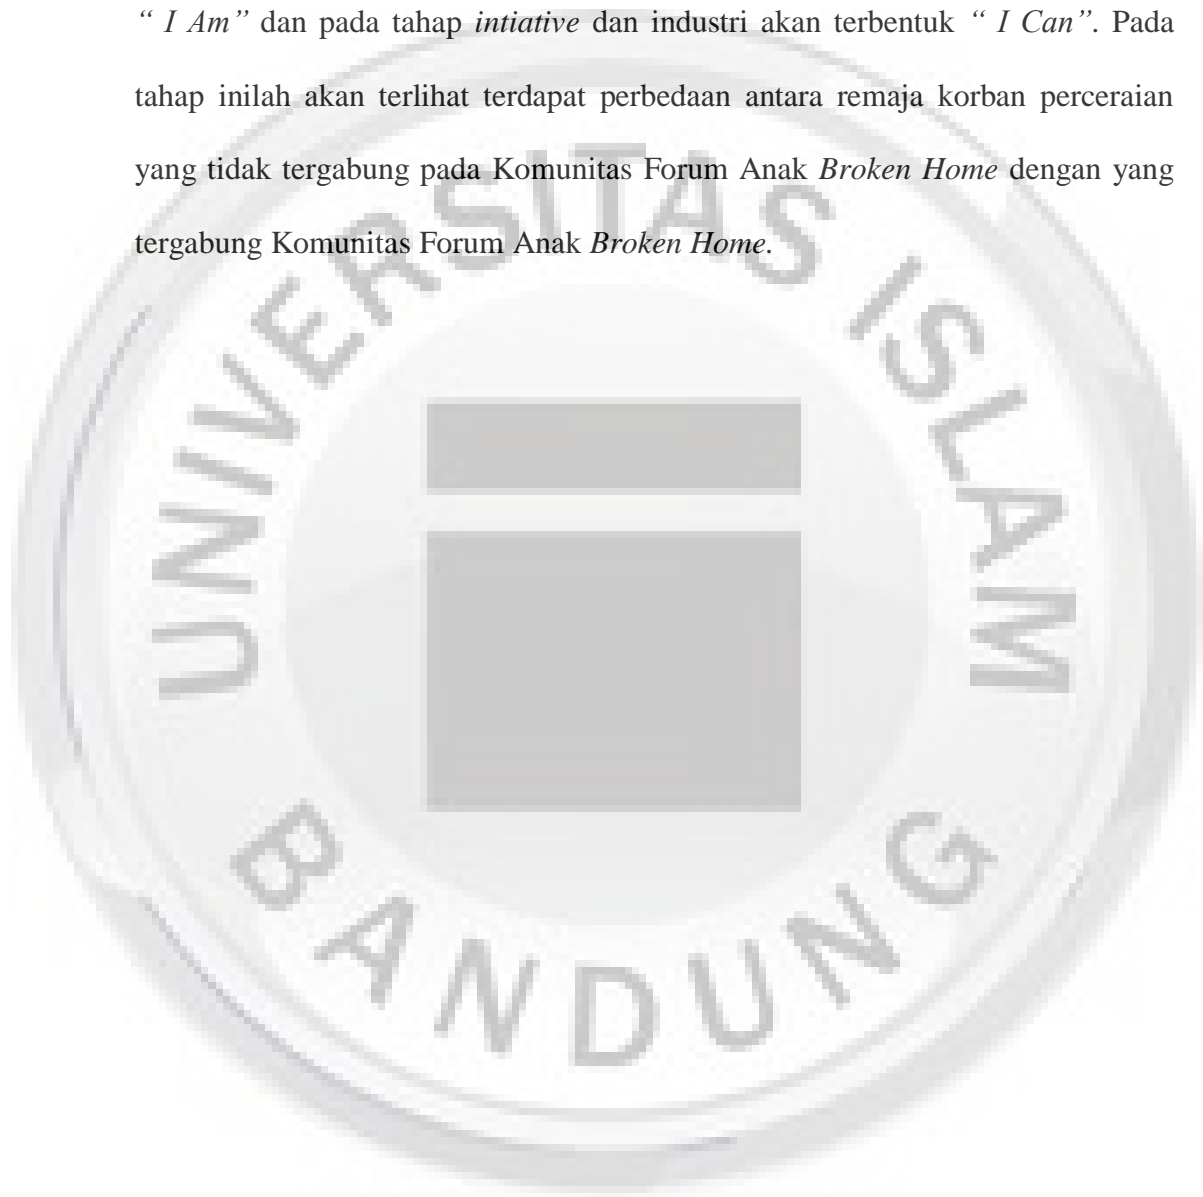 “ I Am” dan pada tahap intiative dan industri akan terbentuk “ I Can”. Pada
tahap inilah akan terlihat terdapat perbedaan antara remaja korban perceraian
yang tidak tergabung pada Komunitas Forum Anak Broken Home dengan yang
tergabung Komunitas Forum Anak Broken Home.
UNIVERSITAS ISLAM
BANDUNG